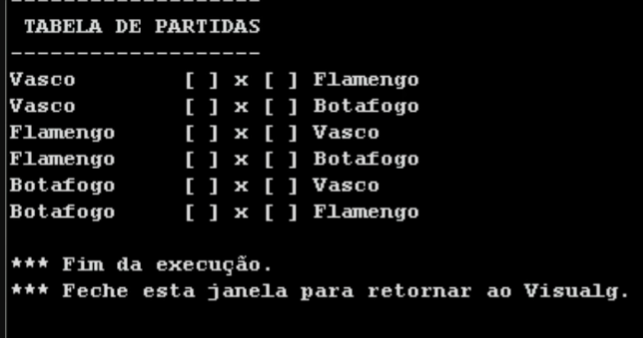 --------------------
TABELA DE PARTIDAS
--------------------
Vasco [ ] x [ ] Flamengo
Vasco [ ] x [ ] Botafogo
Flamengo [ ] x [ ] Vasco
Flamengo [ ] x [ ] Botafogo
Botafogo [ ] x [ ] Vasco
Botafogo [ ] x [ ] Flamengo
*** Fim da execução.
*** Feche esta janela para retornar ao Visualg.